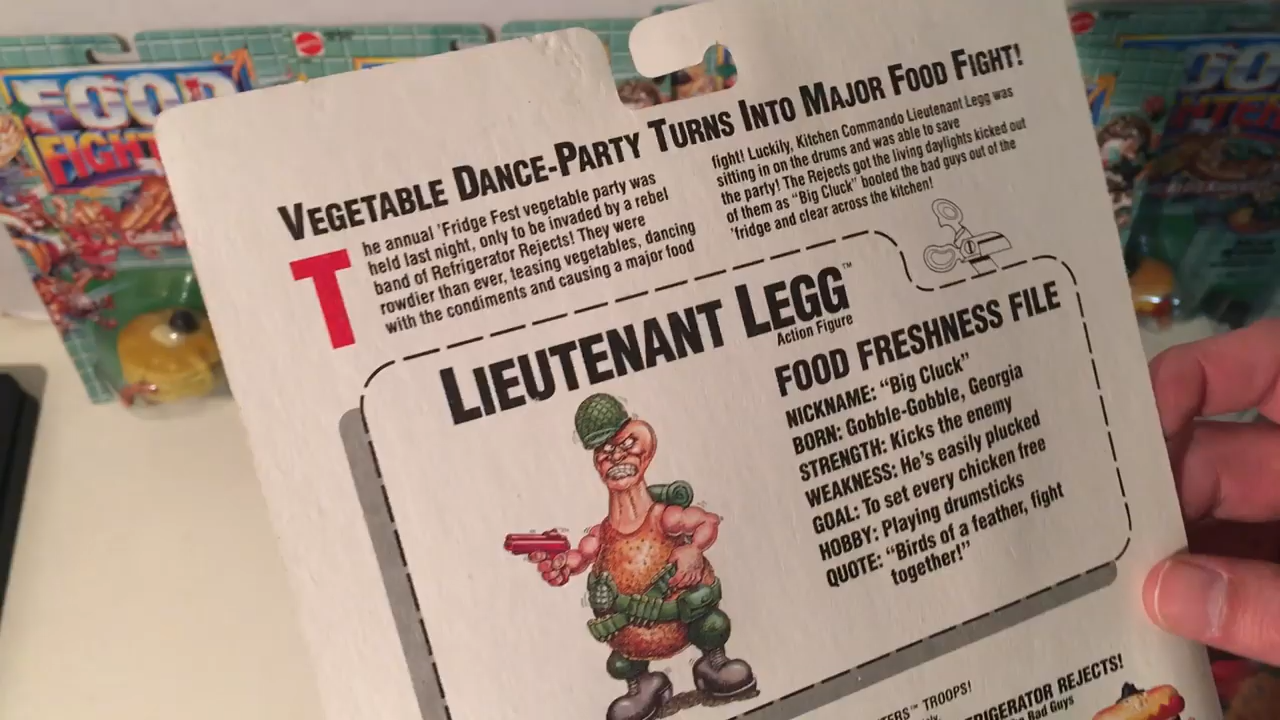 VEGETABLE DANCE-PARTY TURNS INTO MAJOR FOOD FIGHT!
The annual 'Fridge Fest vegetable party was
held last night, only to be invaded by a rebel
band of Refrigerator Rejects! They were
rowdier than ever, teasing vegetables, dancing
with the condiments and causing a major food
fight! Luckily, Kitchen Commando Lieutenant Legg was
sitting in on the drums and was able to save
the party! The Rejects got the living daylights kicked out
of them as "Big Cluck" booted the bad guys out of the
'fridge and clear across the kitchen!
LIEUTENANT LEGG™
Action Figure
FOOD FRESHNESS FILE
NICKNAME: "Big Cluck"
BORN: Gobble-Gobble, Georgia
STRENGTH: Kicks the enemy
WEAKNESS: He's easily plucked
GOAL: To set every chicken free
HOBBY: Playing drumsticks
QUOTE: "Birds of a feather, fight
together!"
TROOPS!
REJECTS!
Bad Guys
FOOD
FIGHT